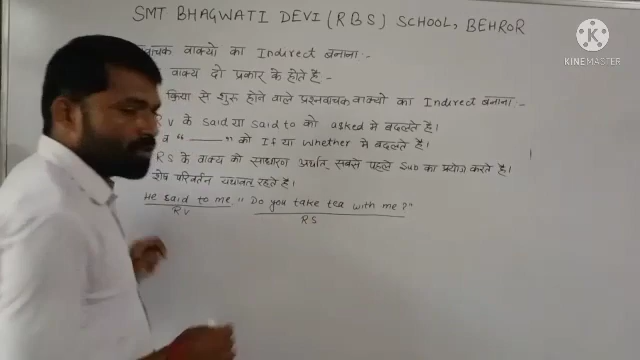 SMT BHAGWATI DEVI (RBS) SCHOOL, BEHROR
वाक्यो का Indirect बनाना :-
वाक्य दो प्रकार के होते है -
क्रिया से शुरू होने वाले प्रश्नवाचक वाक्यो का Indirect बनाना :-
RV के said या said to को asked मे बदलते है।
व " ——— " को If या whether मे बदलते है।
RS के वाक्य को साधारण अर्थात् सबसे पहले Sub का प्रयोग करते है।
शेष परिवर्तन यथावत् रहते है।
He said to me, " Do you take tea with me ? "
RV RS
KINEMASTER